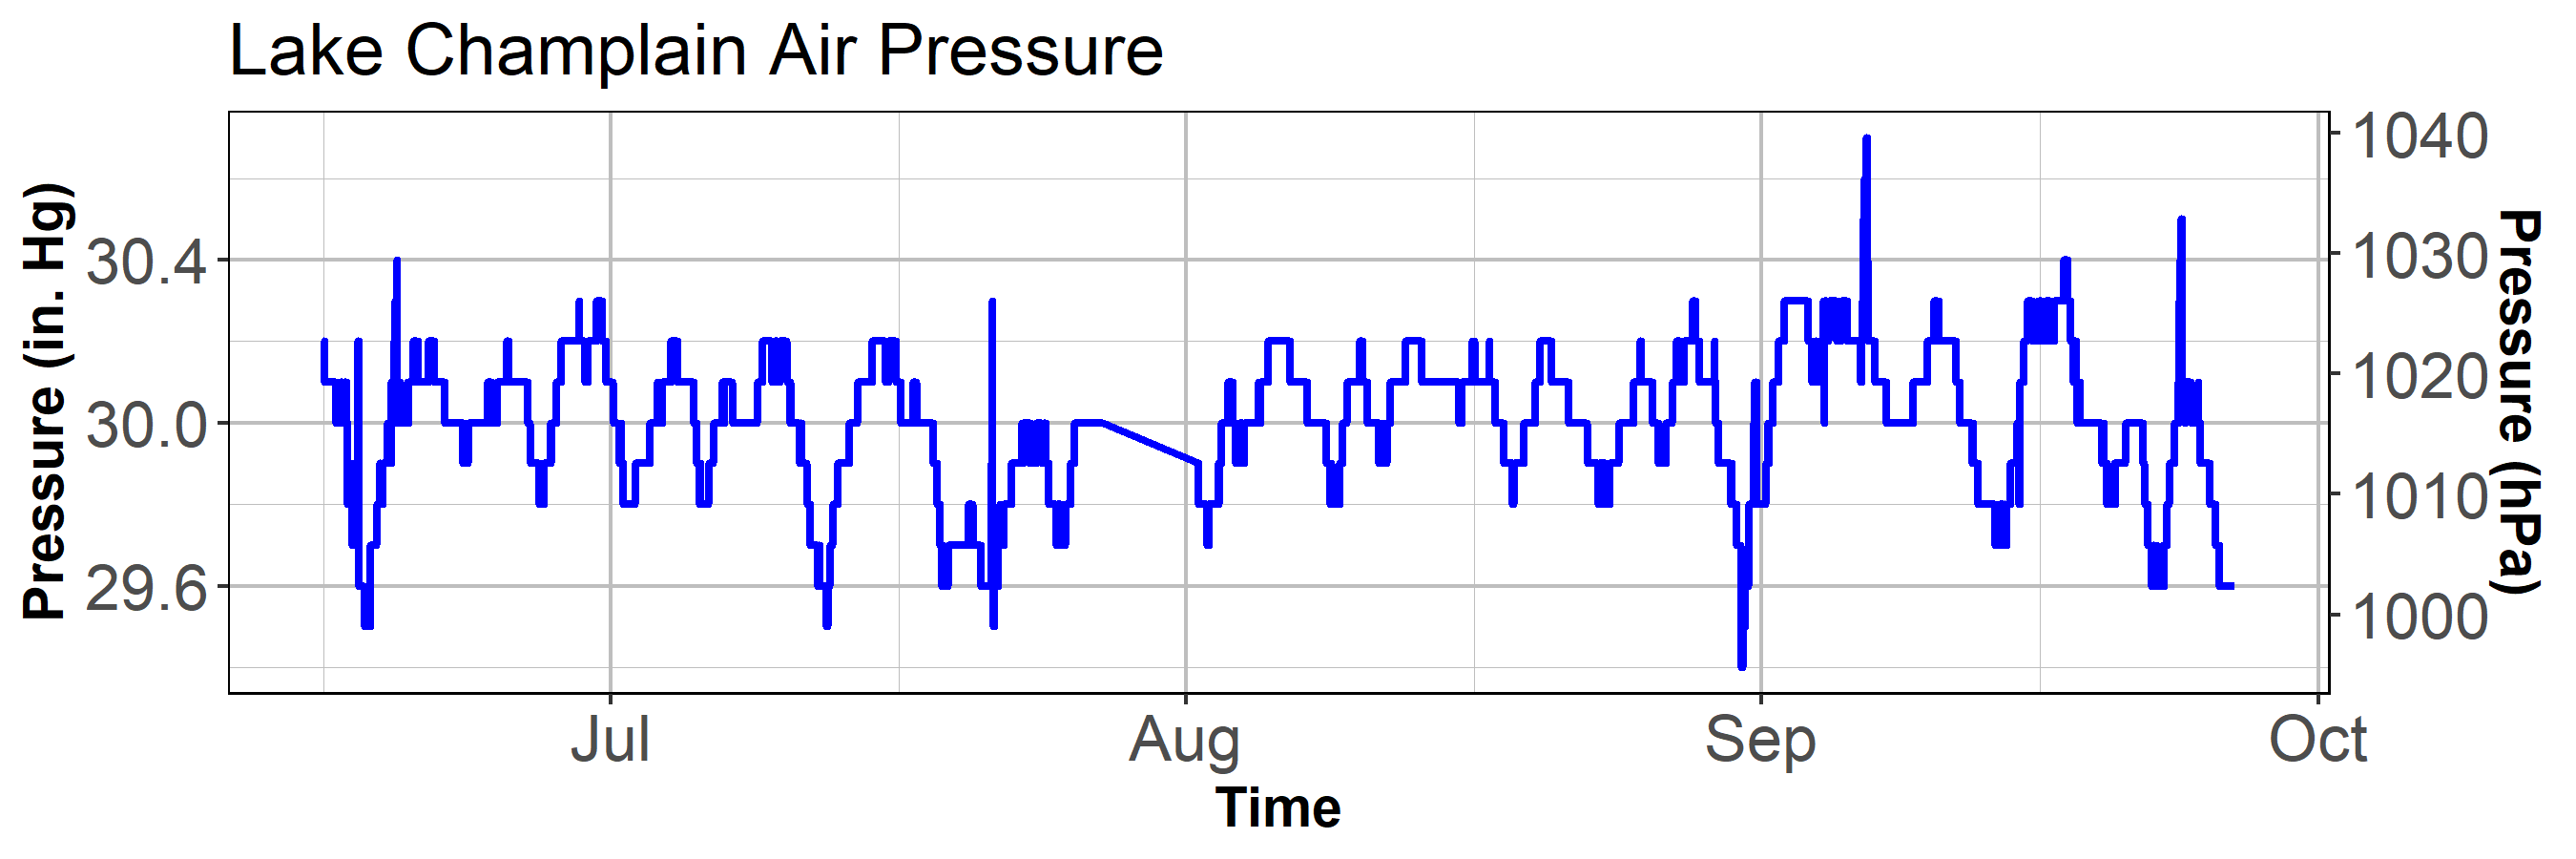 Lake Champlain Air Pressure
Pressure (in. Hg)
30.4
30.0
29.6
1040
1030
1020
1010
1000
Pressure (hPa)
Jul
Aug
Sep
Oct
Time